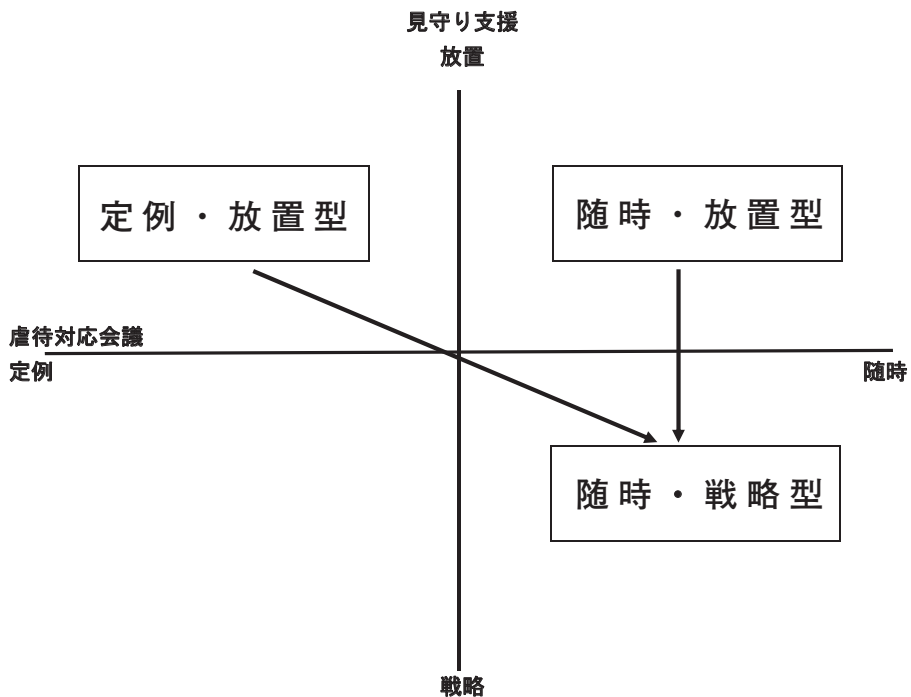 見守り支援
放置
定例・放置型
随時・放置型
虐待対応会議
定例
随時
随時・戦略型
戦略